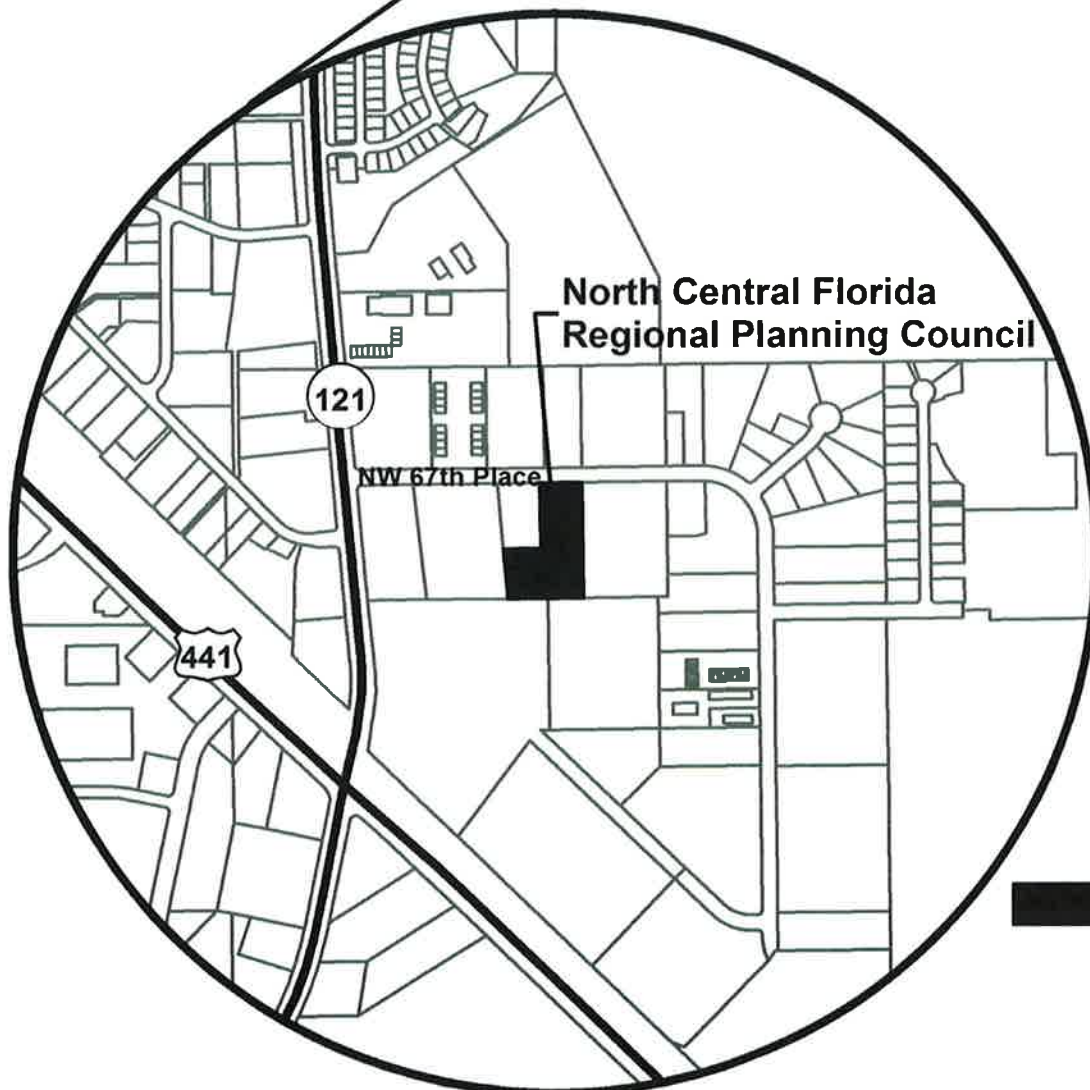 North Central Florida
Regional Planning Council
121
NW 67th Place
441